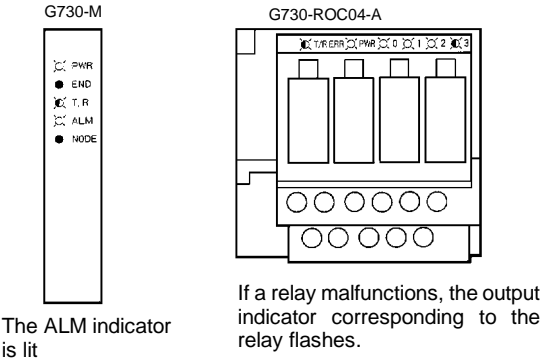 G730-M
G730-ROC04-A
PWR
END
T, R
ALM
NODE
T/R ERR PWR 0 1 2 3
The ALM indicator
is lit
If a relay malfunctions, the output
indicator corresponding to the
relay flashes.